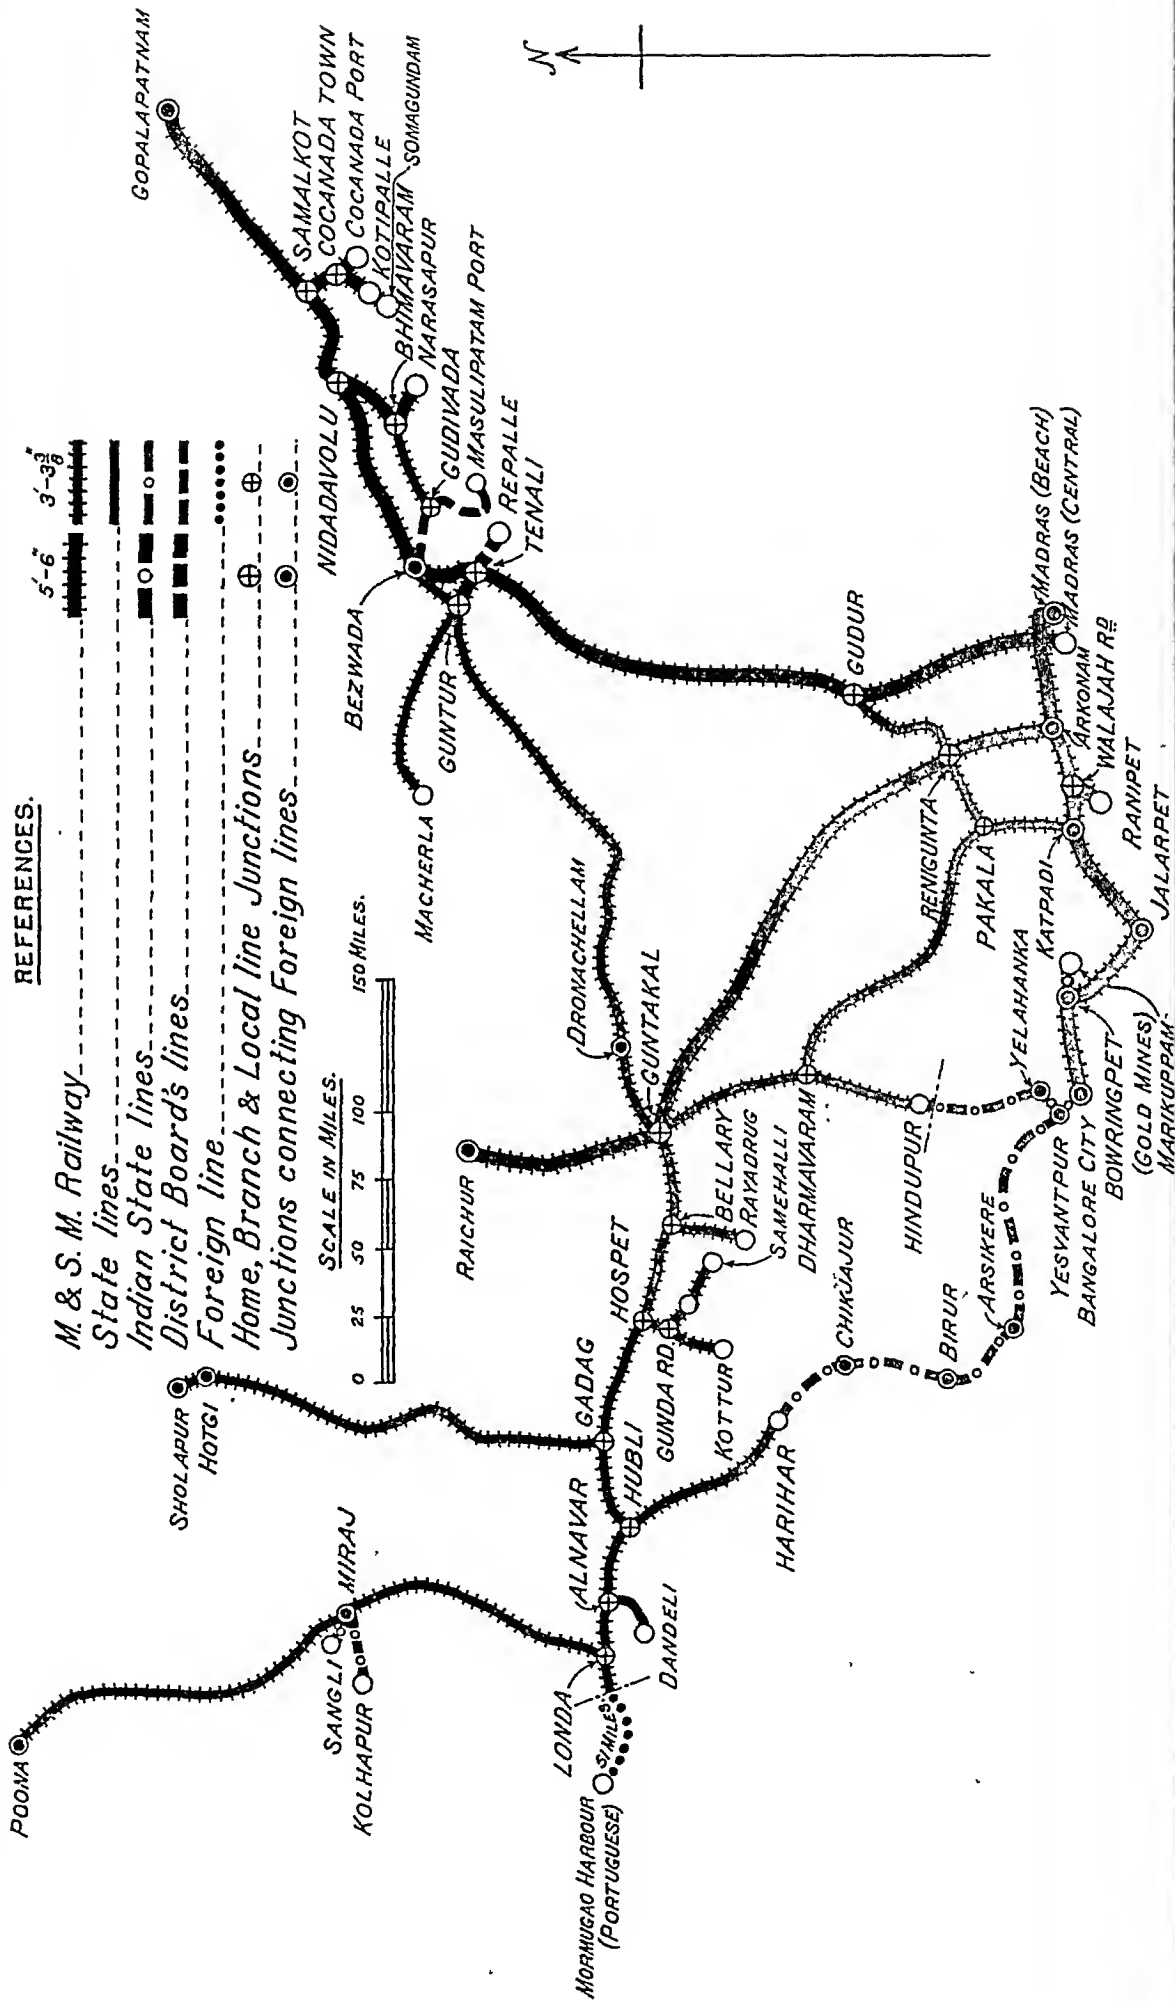 REFERENCES.
5'-6" 3'-3 3/8"
M. & S. M. Railway
State lines
Indian State lines
District Board's lines
Foreign line
Home, Branch & Local line Junctions
Junctions connecting Foreign lines
SCALE IN MILES.
0 25 50 75 100 150 MILES.
N
POONA
SANGLI
MIRAJ
KOLHAPUR
SHOLAPUR
HOTGI
RAICHUR
MORMUGAO HARBOUR
(PORTUGUESE)
51 MILES.
LONDA
DANDELI
ALNAVAR
HUBLI
GADAG
HOSPET
GUNDA RD.
KOTTUR
SAMEHALLI
RAYADRUG
BELLARY
GUNTAKAL
DRONACHELLAM
HARIHAR
CHIKJAJUR
BIRUR
ARSIKERE
YESVANTPUR
BANGALORE CITY
YELAHANKA
HINDUPUR
DHARMAVARAM
BOWRINGPET
(GOLD MINES)
MARKUPPAM
JALARPET
KATPADI
RANIPET
WALAJAH RD
ARKONAM
MADRAS (CENTRAL)
MADRAS (BEACH)
PAKALA
RENIGUNTA
GUDUR
MACHERLA
GUNTUR
BEZWADA
TENALI
REPALLE
MASULIPATAM PORT
GUDIVADA
NIDADAVOLU
NARASAPUR
BHIMAVARAM
SOMAGUNDAM
KOTIPALLE
COCANADA PORT
COCANADA TOWN
SAMALKOT
GOPALAPATNAM